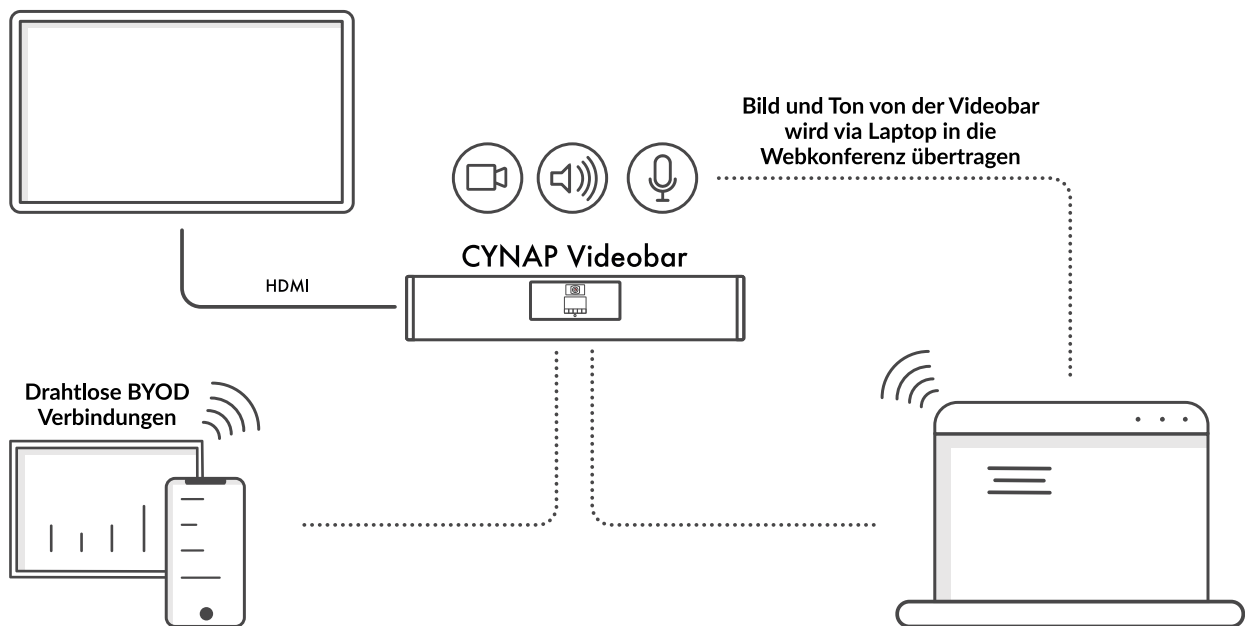 Bild und Ton von der Videobar
wird via Laptop in die
Webkonferenz übertragen
CYNAP Videobar
HDMI
Drahtlose BYOD
Verbindungen